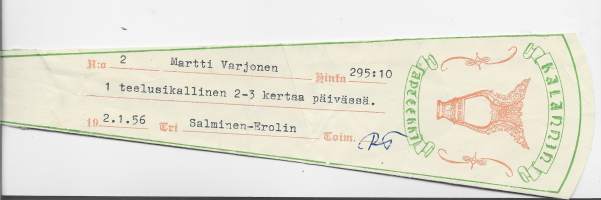 N:o 2 Martti Varjonen Hinta 295:10
1 teelusikallinen 2-3 kertaa päivässä.
19 2.1.56 Tri Salminen-Erolin Toim.
KALANNIN
APTEEKKI